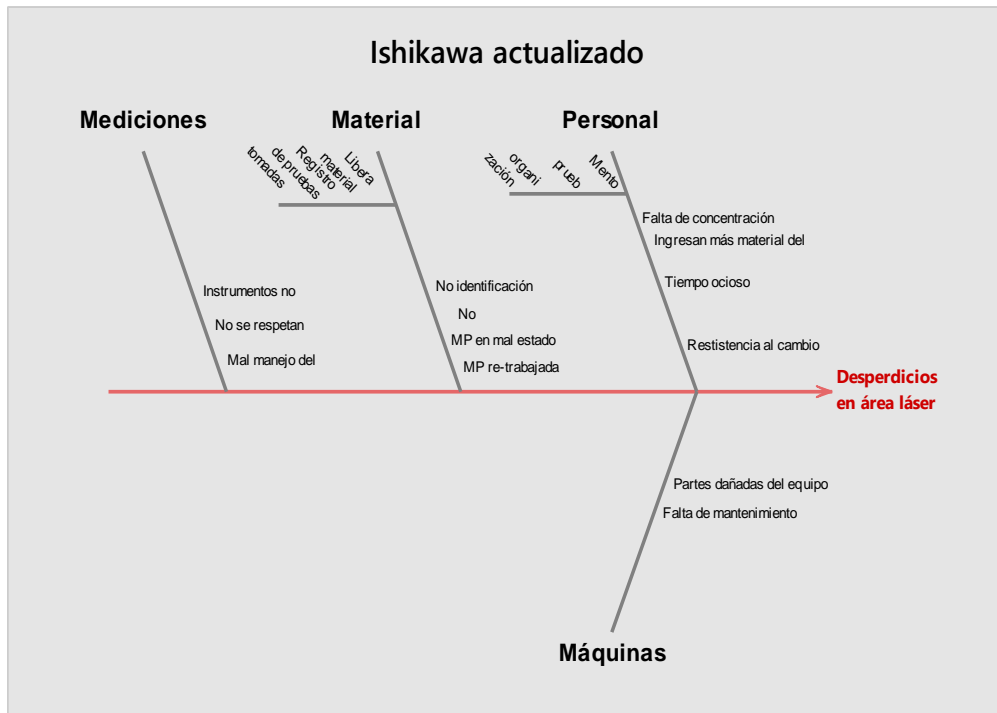 Ishikawa actualizado
Mediciones
Material
Personal
Libera
material
Registro
de pruebas
tomadas
Mento
prueb
organi
zación
Falta de concentración
Ingresan más material del
Tiempo ocioso
Restistencia al cambio
No identificación
No
MP en mal estado
MP re-trabajada
Instrumentos no
No se respetan
Mal manejo del
Desperdicios
en área láser
Partes dañadas del equipo
Falta de mantenimiento
Máquinas